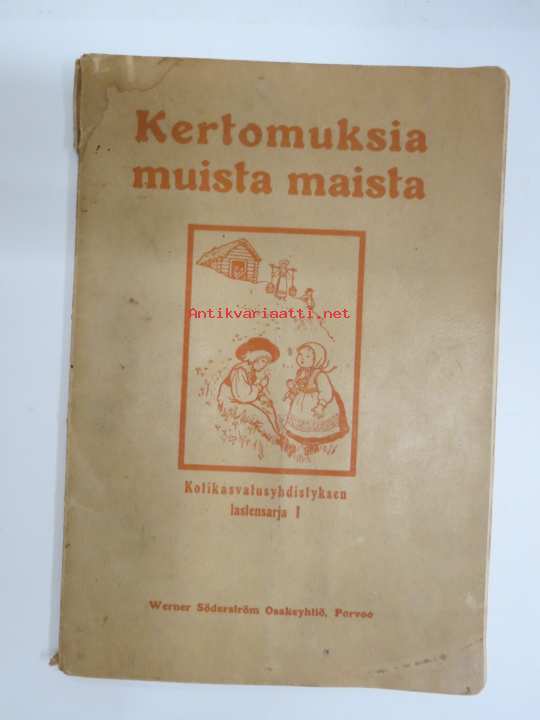 Kertomuksia
muista maista
Antikvariaatti.net
Kotikasvatusyhdistyksen
lastensarja I
Werner Söderström Osakeyhtiö, Porvoo